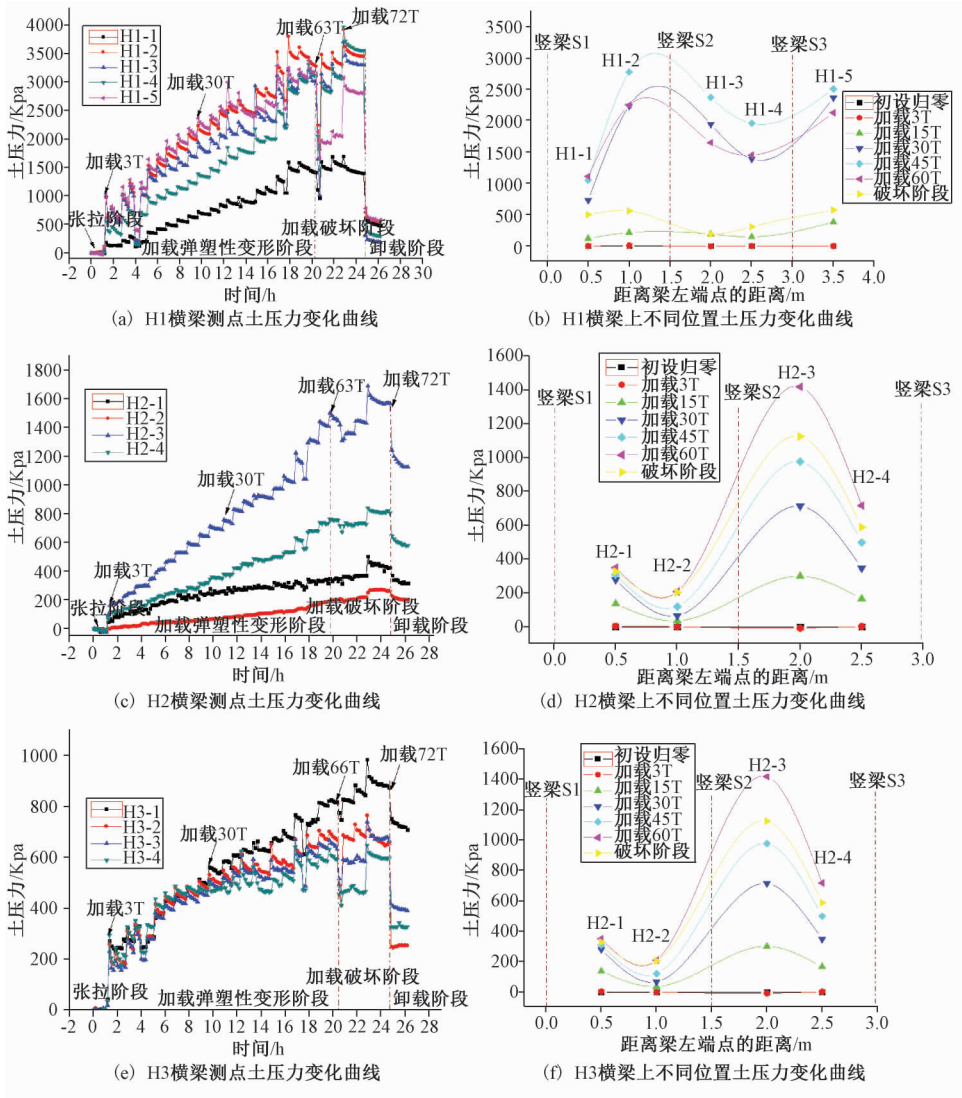 4000
3500
3000
2500
2000
1500
1000
500
0
土压力/Kpa
H1-1
H1-2
H1-3
H1-4
H1-5
加载3T
加载30T
加载63T
加载72T
张拉阶段
加载弹塑性变形阶段
加载破坏阶段
卸载阶段
-2 0 2 4 6 8 10 12 14 16 18 20 22 24 26 28 30
时间/h
(a) H1横梁测点土压力变化曲线
3500
3000
2500
2000
1500
1000
500
0
土压力/Kpa
竖梁S1
竖梁S2
竖梁S3
H1-1
H1-2
H1-3
H1-4
H1-5
初设归零
加载3T
加载15T
加载30T
加载45T
加载60T
破坏阶段
0.0 0.5 1.0 1.5 2.0 2.5 3.0 3.5 4.0
距离梁左端点的距离/m
(b) H1横梁上不同位置土压力变化曲线
1800
1600
1400
1200
1000
800
600
400
200
0
土压力/Kpa
H2-1
H2-2
H2-3
H2-4
加载3T
加载30T
加载63T
加载72T
张拉阶段
加载弹塑性变形阶段
加载破坏阶段
卸载阶段
-2 0 2 4 6 8 10 12 14 16 18 20 22 24 26 28
时间/h
(c) H2横梁测点土压力变化曲线
1600
1400
1200
1000
800
600
400
200
0
土压力/Kpa
竖梁S1
竖梁S2
竖梁S3
初设归零
加载3T
加载15T
加载30T
加载45T
加载60T
破坏阶段
H2-1
H2-2
H2-3
H2-4
0.0 0.5 1.0 1.5 2.0 2.5 3.0
距离梁左端点的距离/m
(d) H2横梁上不同位置土压力变化曲线
1000
800
600
400
200
0
土压力/Kpa
H3-1
H3-2
H3-3
H3-4
加载3T
加载30T
加载66T
加载72T
张拉阶段
加载弹塑性变形阶段
加载破坏阶段
卸载阶段
-2 0 2 4 6 8 10 12 14 16 18 20 22 24 26 28
时间/h
(e) H3横梁测点土压力变化曲线
1600
1400
1200
1000
800
600
400
200
0
土压力/Kpa
竖梁S1
竖梁S2
竖梁S3
初设归零
加载3T
加载15T
加载30T
加载45T
加载60T
破坏阶段
H2-1
H2-2
H2-3
H2-4
0.0 0.5 1.0 1.5 2.0 2.5 3.0
距离梁左端点的距离/m
(f) H3横梁上不同位置土压力变化曲线